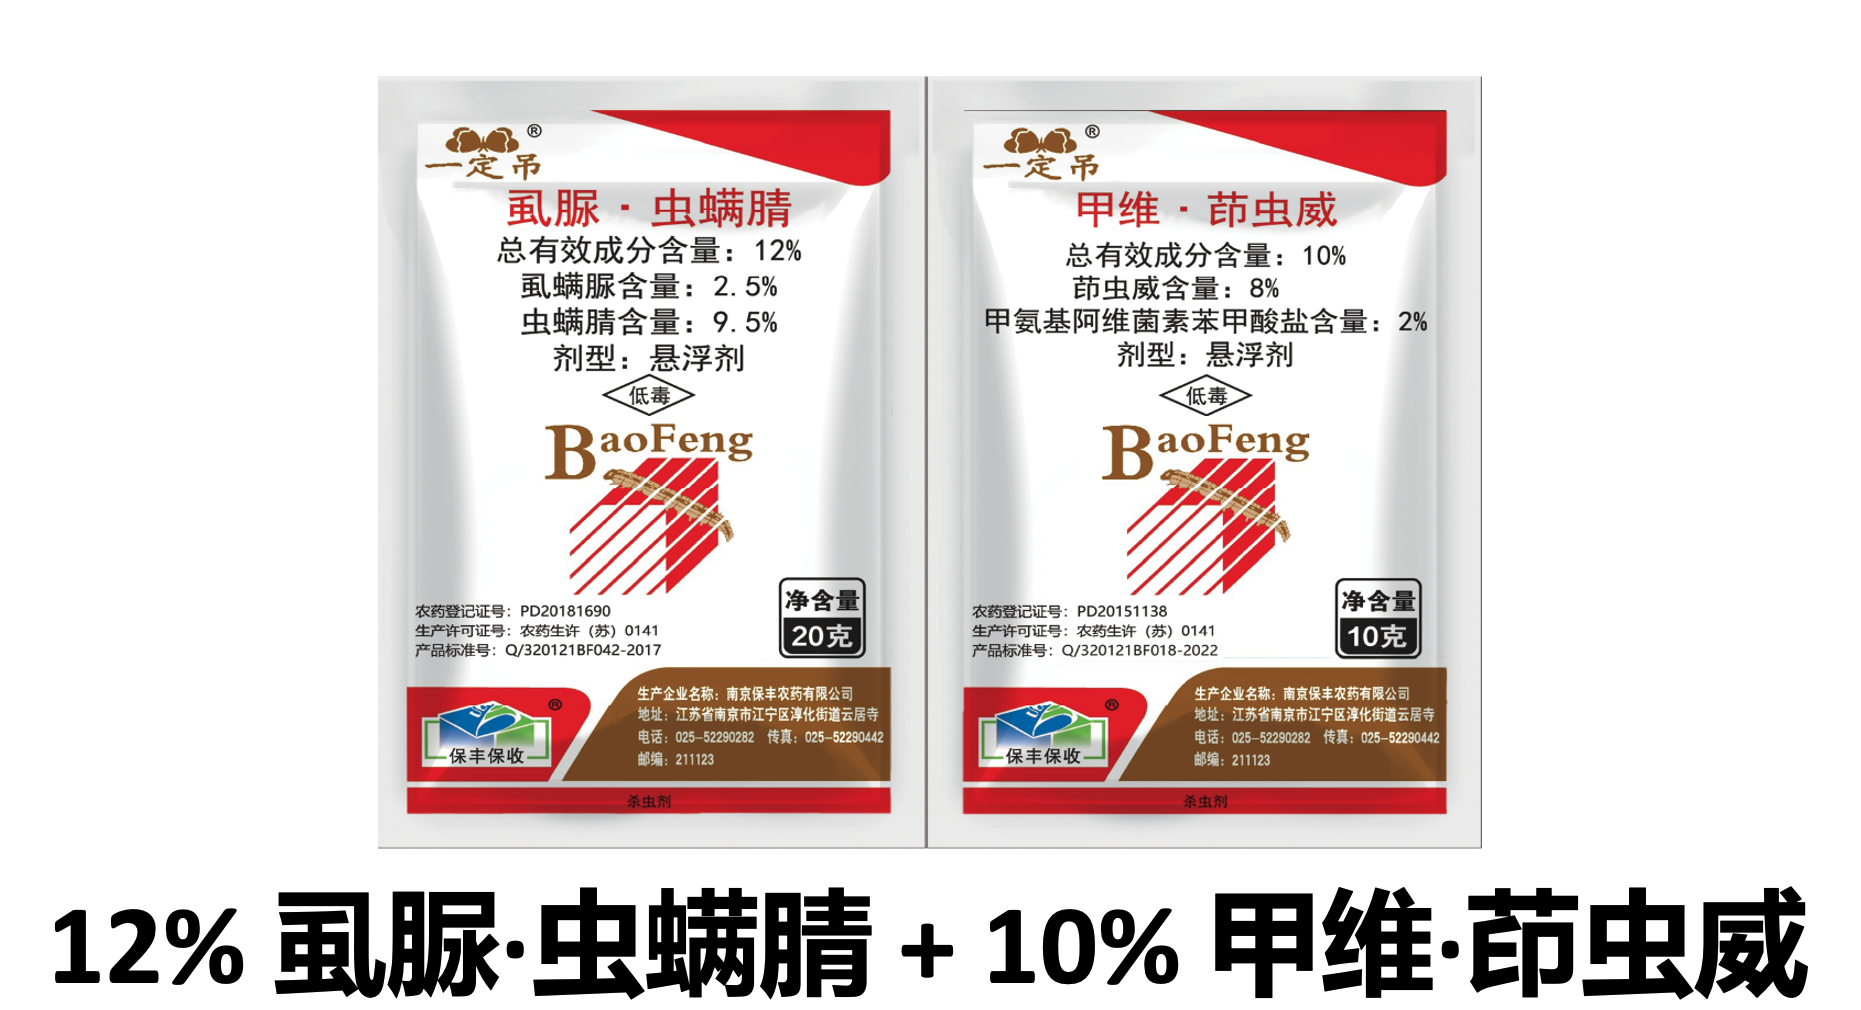 一定吊®
虱脲·虫螨腈
总有效成分含量：12%
虱螨脲含量：2.5%
虫螨腈含量：9.5%
剂型：悬浮剂
低毒
BaoFeng
农药登记证号：PD20181690
生产许可证号：农药生许（苏）0141
产品标准号：Q/320121BF042-2017
净含量
20克
®
保丰保收
生产企业名称：南京保丰农药有限公司
地址：江苏省南京市江宁区淳化街道云居寺
电话：025-52290282 传真：025-52290442
邮编：211123
杀虫剂
一定吊®
甲维·茚虫威
总有效成分含量：10%
茚虫威含量：8%
甲氨基阿维菌素苯甲酸盐含量：2%
剂型：悬浮剂
低毒
BaoFeng
农药登记证号：PD20151138
生产许可证号：农药生许（苏）0141
产品标准号：Q/320121BF018-2022
净含量
10克
®
保丰保收
生产企业名称：南京保丰农药有限公司
地址：江苏省南京市江宁区淳化街道云居寺
电话：025-52290282 传真：025-52290442
邮编：211123
杀虫剂
12% 虱脲·虫螨腈 + 10% 甲维·茚虫威